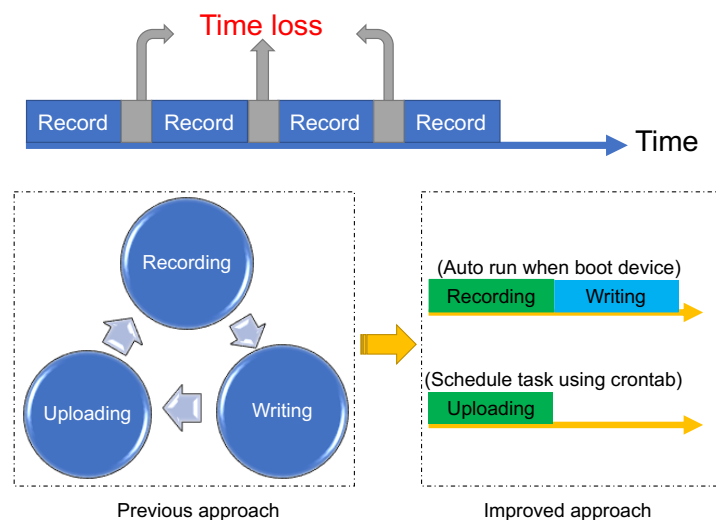 Time loss
Record Record Record Record
Time
Recording
Uploading
Writing
Previous approach
(Auto run when boot device)
Recording Writing
(Schedule task using crontab)
Uploading
Improved approach